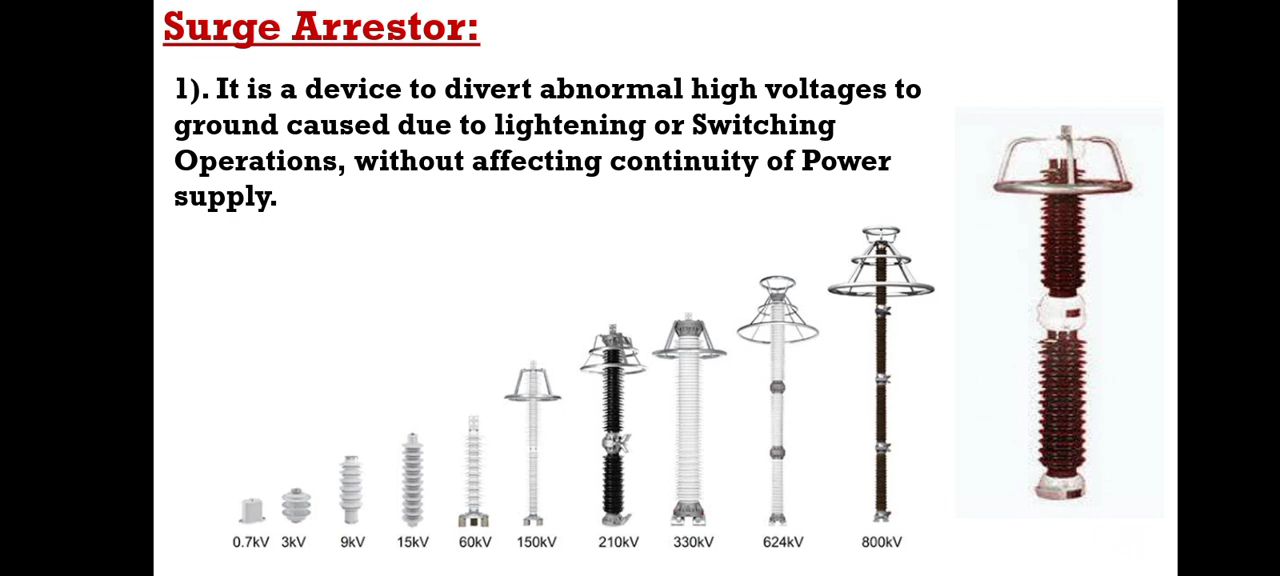 Surge Arrestor:
1). It is a device to divert abnormal high voltages to
ground caused due to lightening or Switching
Operations, without affecting continuity of Power
supply.
0.7kV 3kV 9kV 15kV 60kV 150kV 210kV 330kV 624kV 800kV